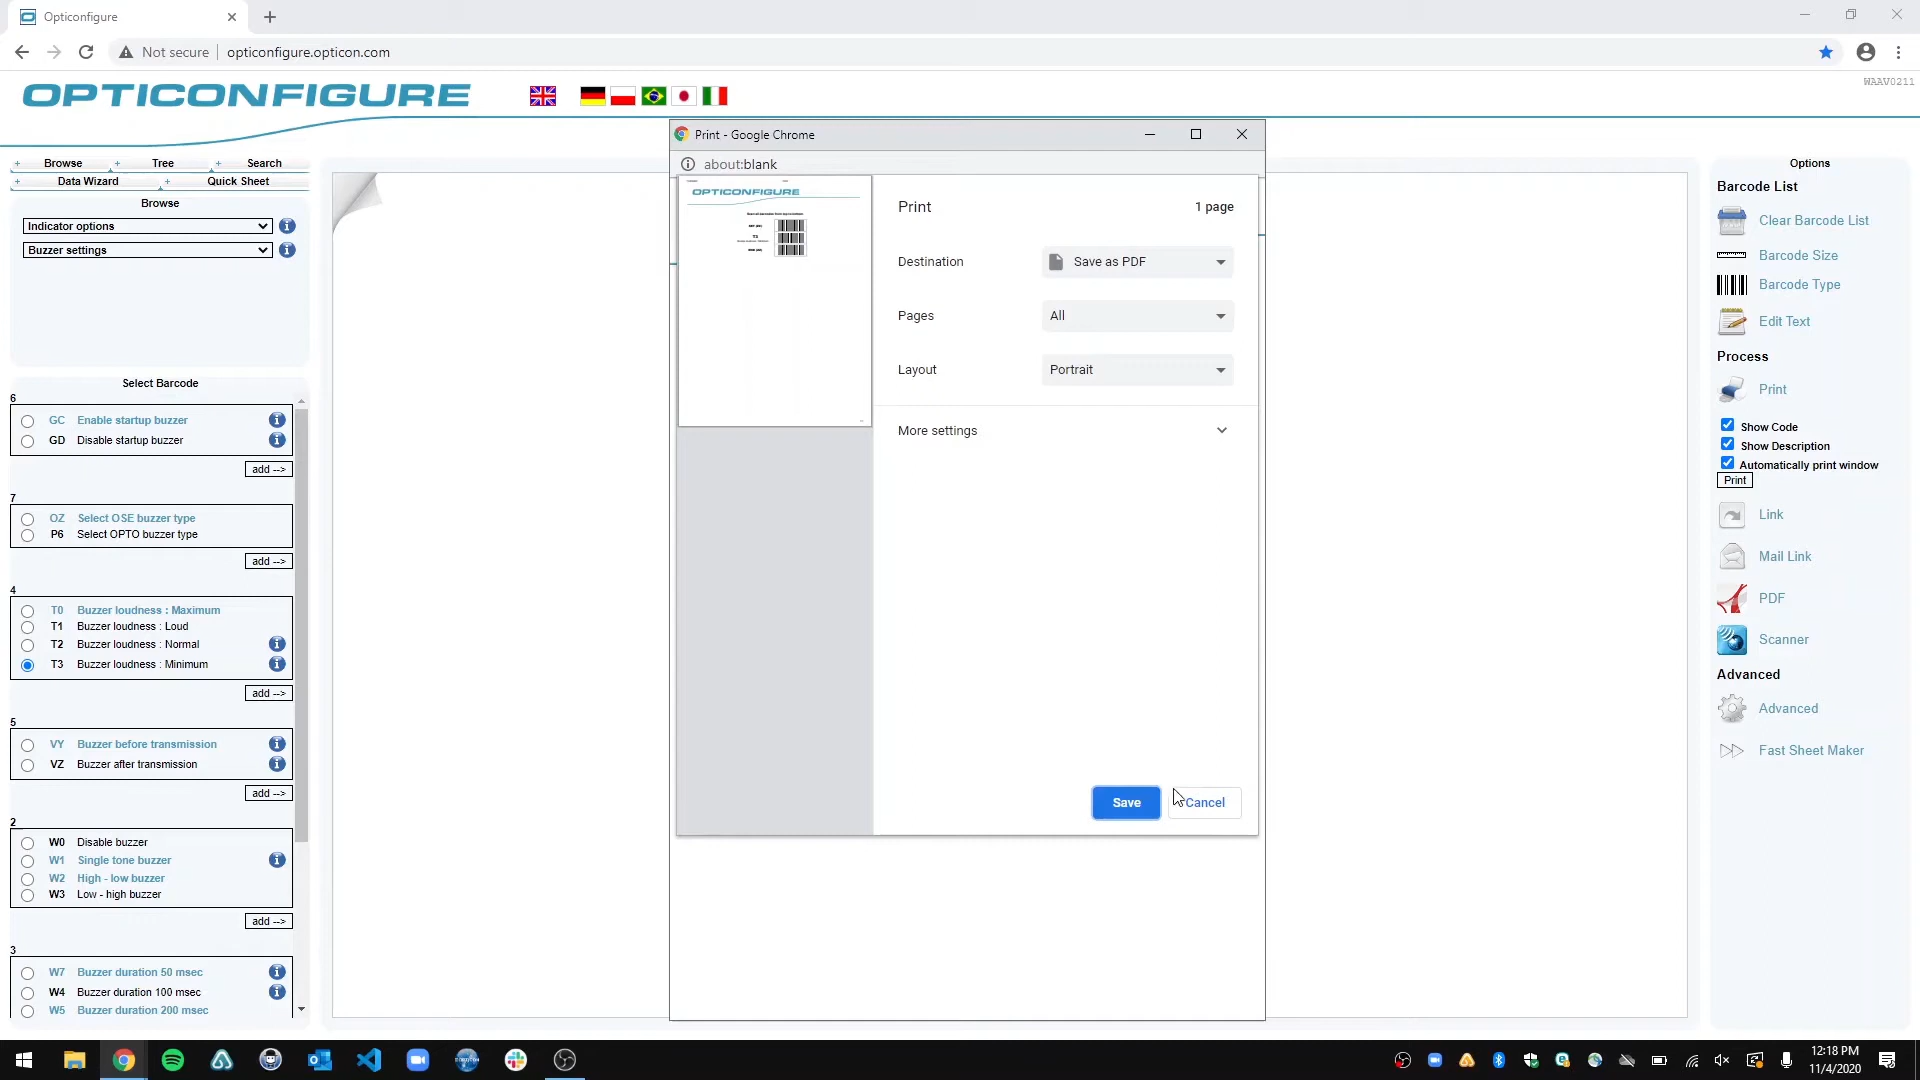 Opticonfigure
Not secure
opticonfigure.opticon.com
WAAV0211
OPTICONFIGURE
Browse
Tree
Search
Data Wizard
Quick Sheet
Browse
Indicator options
Buzzer settings
Select Barcode
6
GC Enable startup buzzer
GD Disable startup buzzer
add -->
7
OZ Select OSE buzzer type
P6 Select OPTO buzzer type
add -->
4
T0 Buzzer loudness : Maximum
T1 Buzzer loudness : Loud
T2 Buzzer loudness : Normal
T3 Buzzer loudness : Minimum
add -->
5
VY Buzzer before transmission
VZ Buzzer after transmission
add -->
2
W0 Disable buzzer
W1 Single tone buzzer
W2 High - low buzzer
W3 Low - high buzzer
add -->
3
W7 Buzzer duration 50 msec
W4 Buzzer duration 100 msec
W5 Buzzer duration 200 msec
Print - Google Chrome
about:blank
OPTICONFIGURE
T3
Print
1 page
Destination
Save as PDF
Pages
All
Layout
Portrait
More settings
Save
Cancel
Options
Barcode List
Clear Barcode List
Barcode Size
Barcode Type
Edit Text
Process
Print
Show Code
Show Description
Automatically print window
Print
Link
Mail Link
PDF
Scanner
Advanced
Advanced
Fast Sheet Maker
12:18 PM
11/4/2020